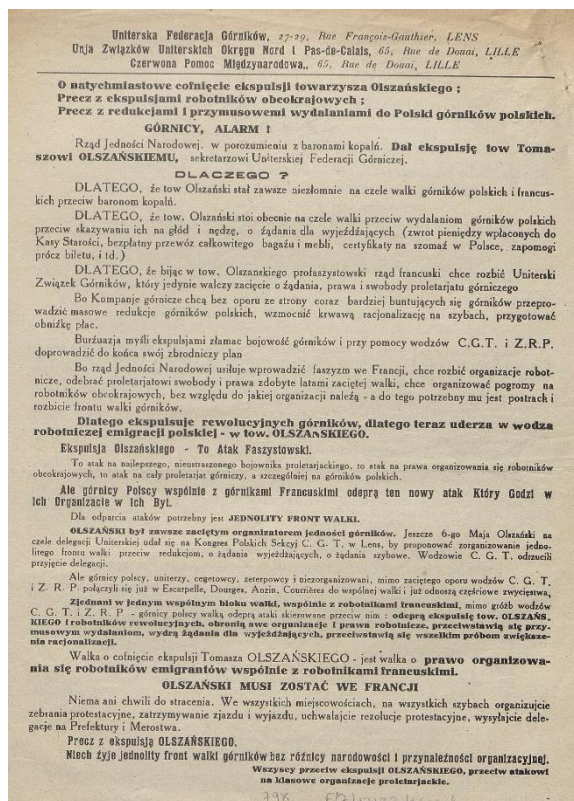 Uniterska Federacja Górników, 27-29, Rue François-Gauthier, LENS
Unja Związków Uniterskich Okręgu Nord i Pas-de-Calais, 65, Rue de Douai, LILLE
Czerwona Pomoc Międzynarodowa., 65, Rue de Douai, LILLE
O natychmiastowe cofnięcie ekspulsji towarzysza Olszańskiego ;
Precz z ekspulsjami robotników obcokrajowych ;
Precz z redukcjami i przymusowemi wydalaniami do Polski górników polskich.
GÓRNICY, ALARM !
Rząd Jedności Narodowej. w porozumieniu z baronami kopalń. Dał ekspulsję tow Toma-
szowi OLSZAŃSKIEMU, sekretarzowi Uniterskiej Federacji Górniczej.
DLACZEGO ?
DLATEGO, że tow Olszański stał zawsze niezłomnie na czele walki górników polskich i francus-
kich przeciw baronom kopalń.
DLATEGO, że tow. Olszański stoi obecnie na czele walki przeciw wydalaniom górników polskich
przeciw skazywaniu ich na głód i nędzę, o żądania dla wyjeżdżających (zwrot pieniędzy wpłaconych do
Kasy Starości, bezpłatny przewóz całkowitego bagażu i mebli, certyfikaty na szomaż w Polsce, zapomogi
prócz biletu, i td.)
DLATEGO, że bijąc w tow. Olszanskiego profaszystowski rząd francuski chce rozbić Uniterski
Związek Górników, który jedynie walczy zacięcie o żądania, prawa i swobody proletarjatu górniczego
Bo Kompanje górnicze chcą bez oporu ze strony coraz bardziej buntujących się górników przepro-
wadzić masowe redukcje górników polskich, wzmocnić krwawą racjonalizację na szybach, przygotować
obniżkę płac.
Burżuazja myśli ekspulsjami złamac bojowość górników i przy pomocy wodzów C.G.T. i Z.R.P.
doprowadzić do końca swój zbrodniczy plan
Bo rząd Jedności Narodowej usiłuje wprowadzić faszyzm we Francji, chce rozbić organizacje robot-
nicze, odebrać proletarjatowi swobody i prawa zdobyte latami zaciętej walki, chce organizować pogromy na
robotników obcokrajowych, bez względu do jakiej organizacji należą - a do tego potrzebny mu jest postrach i
rozbicie frontu walki górników.
Dlatego ekspulsuje rewolucyjnych górników, dlatego teraz uderza w wodza
robotniczej emigracji polskiej - w tow. OLSZAŃSKIEGO.
Ekspulsja Olszańskiego - To Atak Faszystowski.
To atak na najlepszego, nieustraszonego bojownika proletarjackiego, to atak na prawa organizowania się robotników
obcokrajowych, to atak na cały proletarjat górniczy, a szczególniej na górników polskich.
Ale górnicy Polscy wspólnie z górnikami Francuskimi odeprą ten nowy atak Który Godzi w
Ich Organizacie w Ich Byt.
Dla odparcia ataków potrzebny jest JEDNOLITY FRONT WALKI.
OLSZAŃSKI był zawsze zaciętym organizatorem jedności górników. Jeszcze 6-go Maja Olszański na
czele delegacji Uniterskiej udał się na Kongres Polskich Sekcyj C. G. T. w Lens, by proponować zorganizowanie jedno-
litego frontu walki przeciw redukcjom, o żądania wyjeżdżających, o żądania szybowe. Wodzowie C. G. T. odrzucili
przyjęcie delegacji.
Ale górnicy polscy, uniterzy, cegetowcy, zeterpowcy i niezorganizowani, mimo zaciętego oporu wodzów C. G. T.
i Z. R. P połączyli się już w Escarpelle, Dourges, Anzin, Courrières do wspólnej walki i już odnoszą częściowe zwycięstwa,
Zjednani w jednym wspólnym bloku walki, wspólnie z robotnikami francuskimi, mimo gróźb wodzów
C. G. T. i Z. R. P. - górnicy polscy walką odeprą ataki skierowane przeciw nim : odeprą ekspulsję tow. OLSZAŃS-
KIEGO i robotników rewolucyjnych, obronią swe organizacje i prawa robotnicze, przeciwstawią się przy-
musowym wydalaniom, wydrą żądania dla wyjeżdżających, przeciwstawią się wszelkim próbom zwiększe-
nia racjonalizacji.
Walka o cofnięcie ekspulsji Tomasza OLSZAŃSKIEGO - jest walka o prawo organizowa-
nia się robotników emigrantów wspólnie z robotnikami francuskimi.
OLSZAŃSKI MUSI ZOSTAĆ WE FRANCJI
Niema ani chwili do stracenia. We wszystkich miejscowościach, na wszystkich szybach organizujcie
zebrania protestacyjne, zatrzymywanie zjazdu i wyjazdu, uchwalajcie rezolucje protestacyjne, wysyłajcie dele-
gacje na Prefektury i Merostwa.
Precz z ekspulsją OLSZAŃSKIEGO.
Niech żyje jednolity front walki górników bez różnicy narodowości i przynależności organizacyjnej.
Wszyscy przeciw ekspulsji OLSZAŃSKIEGO, przeciw atakowi
na klasowe organizacje proletarjackie.